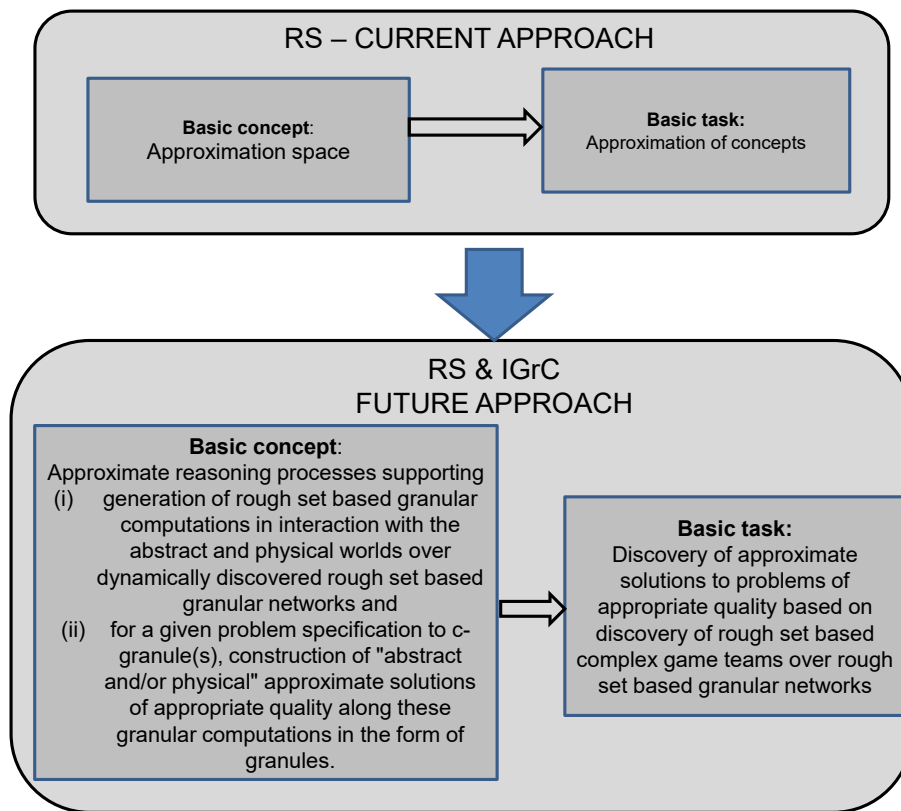 RS – CURRENT APPROACH
Basic concept:
Approximation space
Basic task:
Approximation of concepts
RS & IGrC
FUTURE APPROACH
Basic concept:
Approximate reasoning processes supporting
(i) generation of rough set based granular
computations in interaction with the
abstract and physical worlds over
dynamically discovered rough set based
granular networks and
(ii) for a given problem specification to c-
granule(s), construction of "abstract
and/or physical" approximate solutions
of appropriate quality along these
granular computations in the form of
granules.
Basic task:
Discovery of approximate
solutions to problems of
appropriate quality based on
discovery of rough set based
complex game teams over rough
set based granular networks